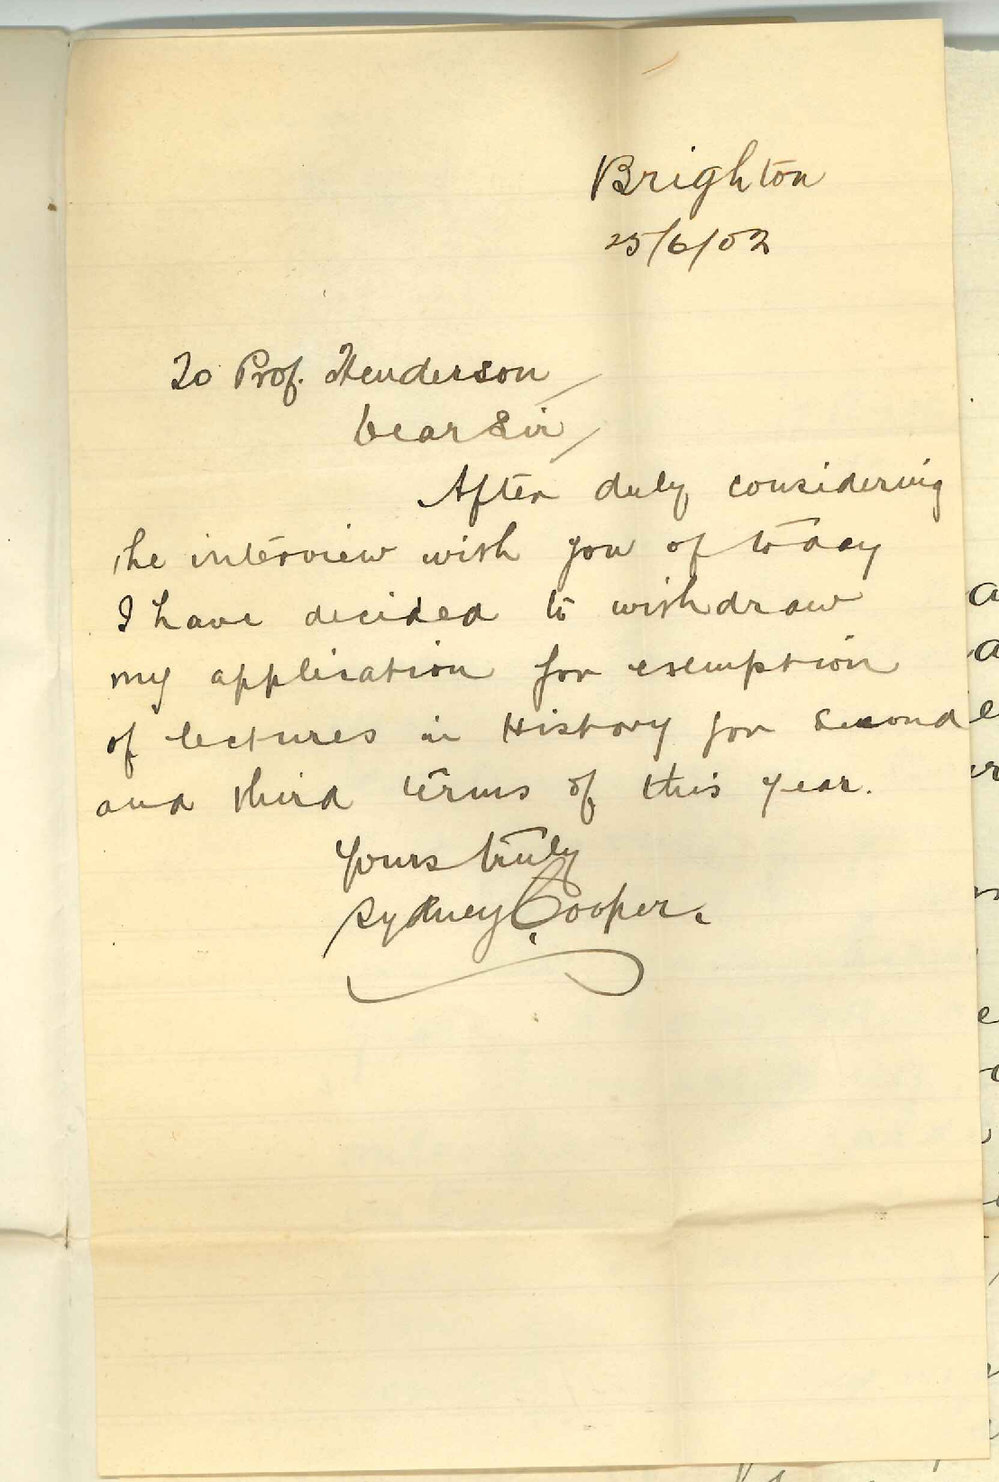 Brighton
25/6/02
To Prof. Henderson
Dear Sir
After duly considering
the interview with you of today
I have decided to withdraw
my application for exemption
of lectures in History for second
and third terms of this year.
Yours truly
Sydney Cooper.